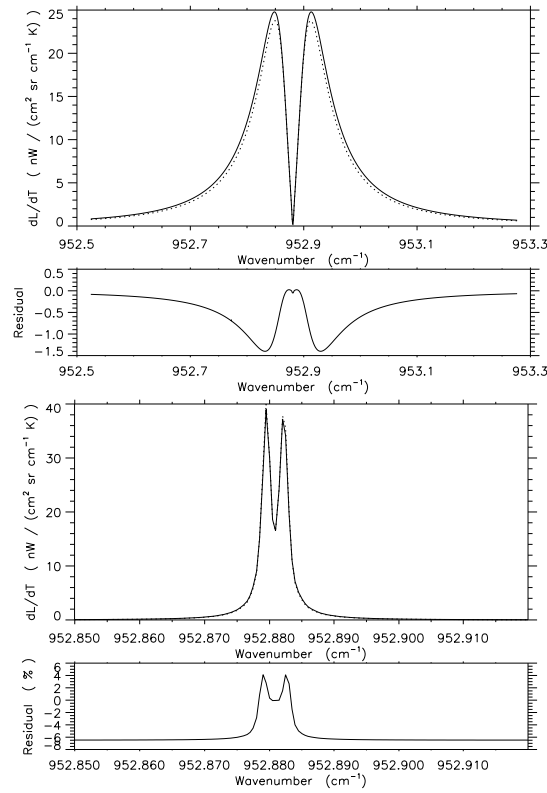 25
20
15
10
5
0
dL/dT ( nW / (cm² sr cm⁻¹ K) )
952.5 952.7 952.9 953.1 953.3
Wavenumber (cm⁻¹)
0.5
0.0
−0.5
−1.0
−1.5
Residual
952.5 952.7 952.9 953.1 953.3
Wavenumber (cm⁻¹)
40
30
20
10
0
dL/dT ( nW / (cm² sr cm⁻¹ K) )
952.850 952.860 952.870 952.880 952.890 952.900 952.910
Wavenumber (cm⁻¹)
6
4
2
0
−2
−4
−6
−8
Residual ( % )
952.850 952.860 952.870 952.880 952.890 952.900 952.910
Wavenumber (cm⁻¹)